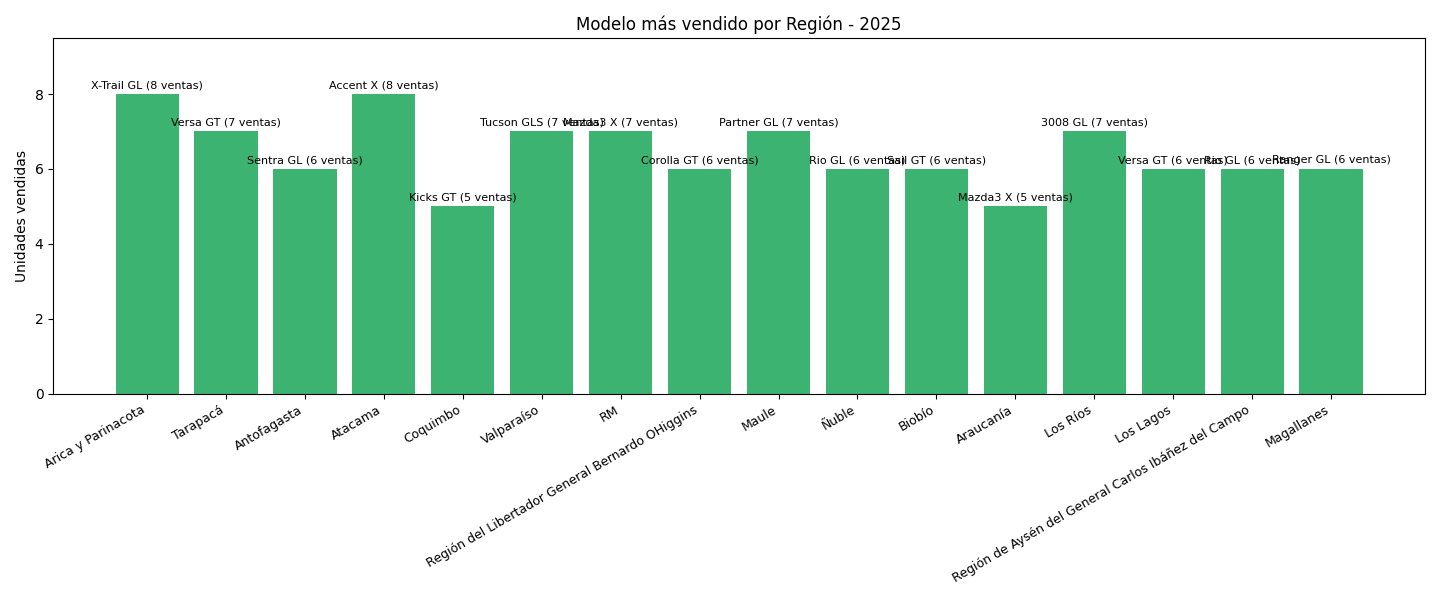 Modelo más vendido por Región - 2025
Unidades vendidas
8
6
4
2
0
X-Trail GL (8 ventas)
Versa GT (7 ventas)
Sentra GL (6 ventas)
Accent X (8 ventas)
Kicks GT (5 ventas)
Tucson GLS (7 ventas)
Mazda3 X (7 ventas)
Corolla GT (6 ventas)
Partner GL (7 ventas)
Rio GL (6 ventas)
Sail GT (6 ventas)
Mazda3 X (5 ventas)
3008 GL (7 ventas)
Versa GT (6 ventas)
Rio GL (6 ventas)
Ranger GL (6 ventas)
Arica y Parinacota
Tarapacá
Antofagasta
Atacama
Coquimbo
Valparaíso
RM
Región del Libertador General Bernardo OHiggins
Maule
Ñuble
Biobío
Araucanía
Los Ríos
Los Lagos
Región de Aysén del General Carlos Ibáñez del Campo
Magallanes